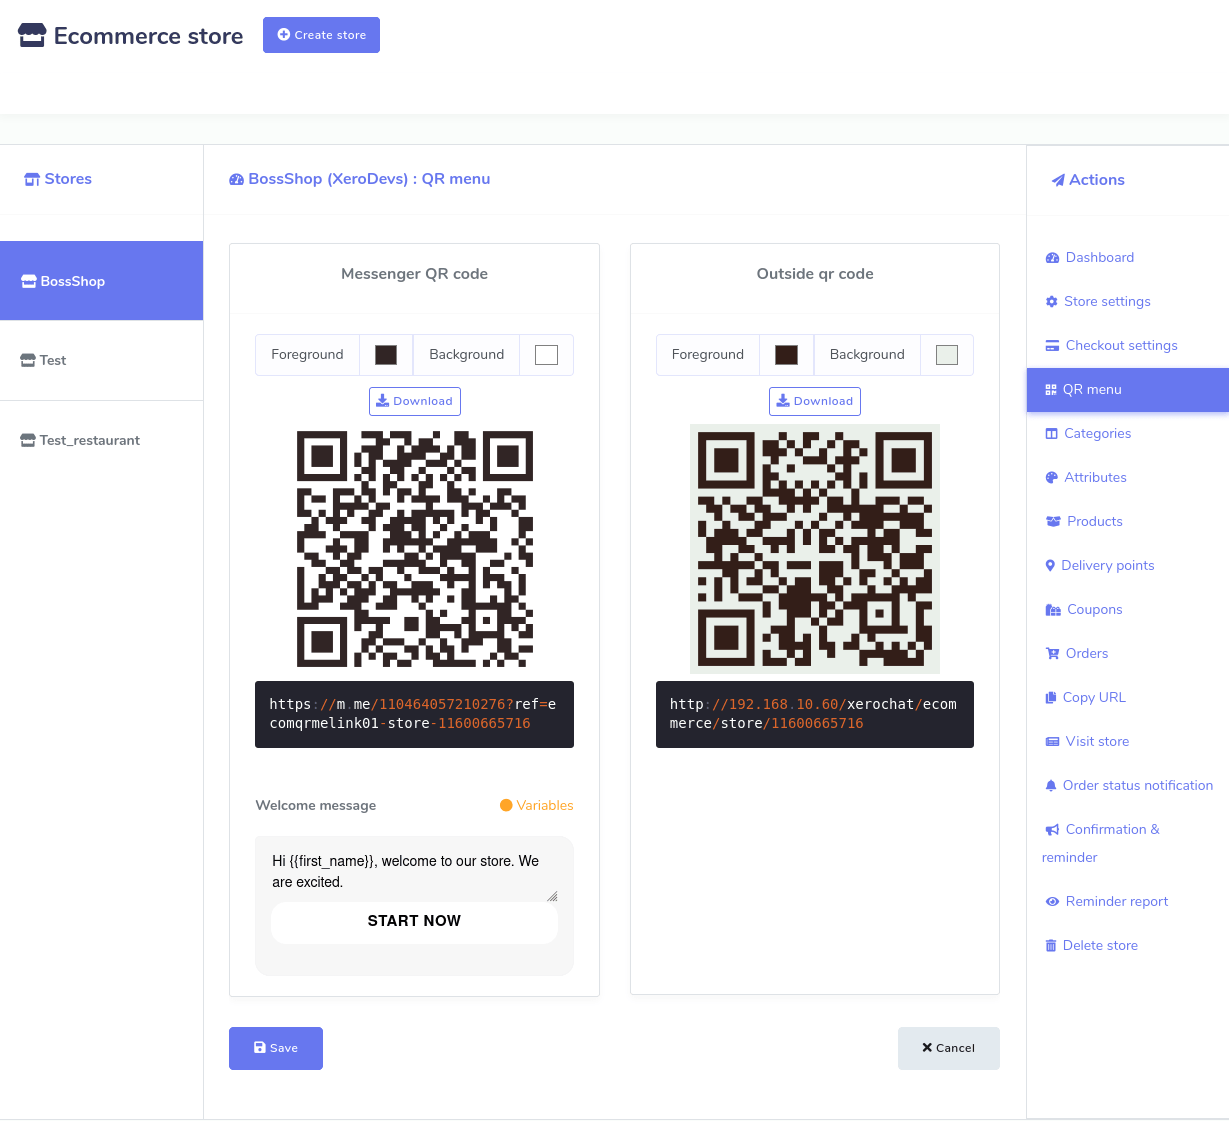 Ecommerce store
Create store
Stores
BossShop
Test
Test_restaurant
BossShop (XeroDevs) : QR menu
Messenger QR code
Foreground
Background
Download
https://m.me/110464057210276?ref=e
comqrmelink01-store-11600665716
Welcome message
Variables
Hi {{first_name}}, welcome to our store. We
are excited.
START NOW
Outside qr code
Foreground
Background
Download
http://192.168.10.60/xerochat/ecom
merce/store/11600665716
Save
Cancel
Actions
Dashboard
Store settings
Checkout settings
QR menu
Categories
Attributes
Products
Delivery points
Coupons
Orders
Copy URL
Visit store
Order status notification
Confirmation &
reminder
Reminder report
Delete store